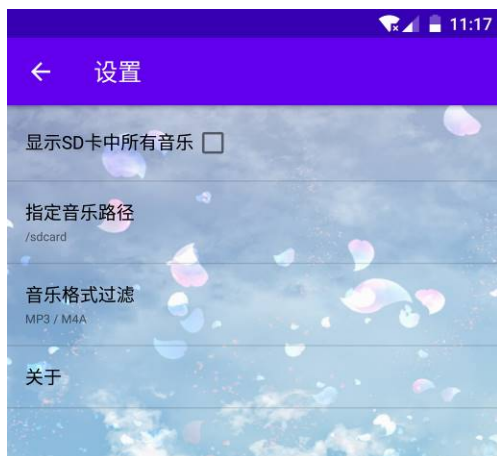 11:17
设置
显示SD卡中所有音乐
指定音乐路径
/sdcard
音乐格式过滤
MP3 / M4A
关于